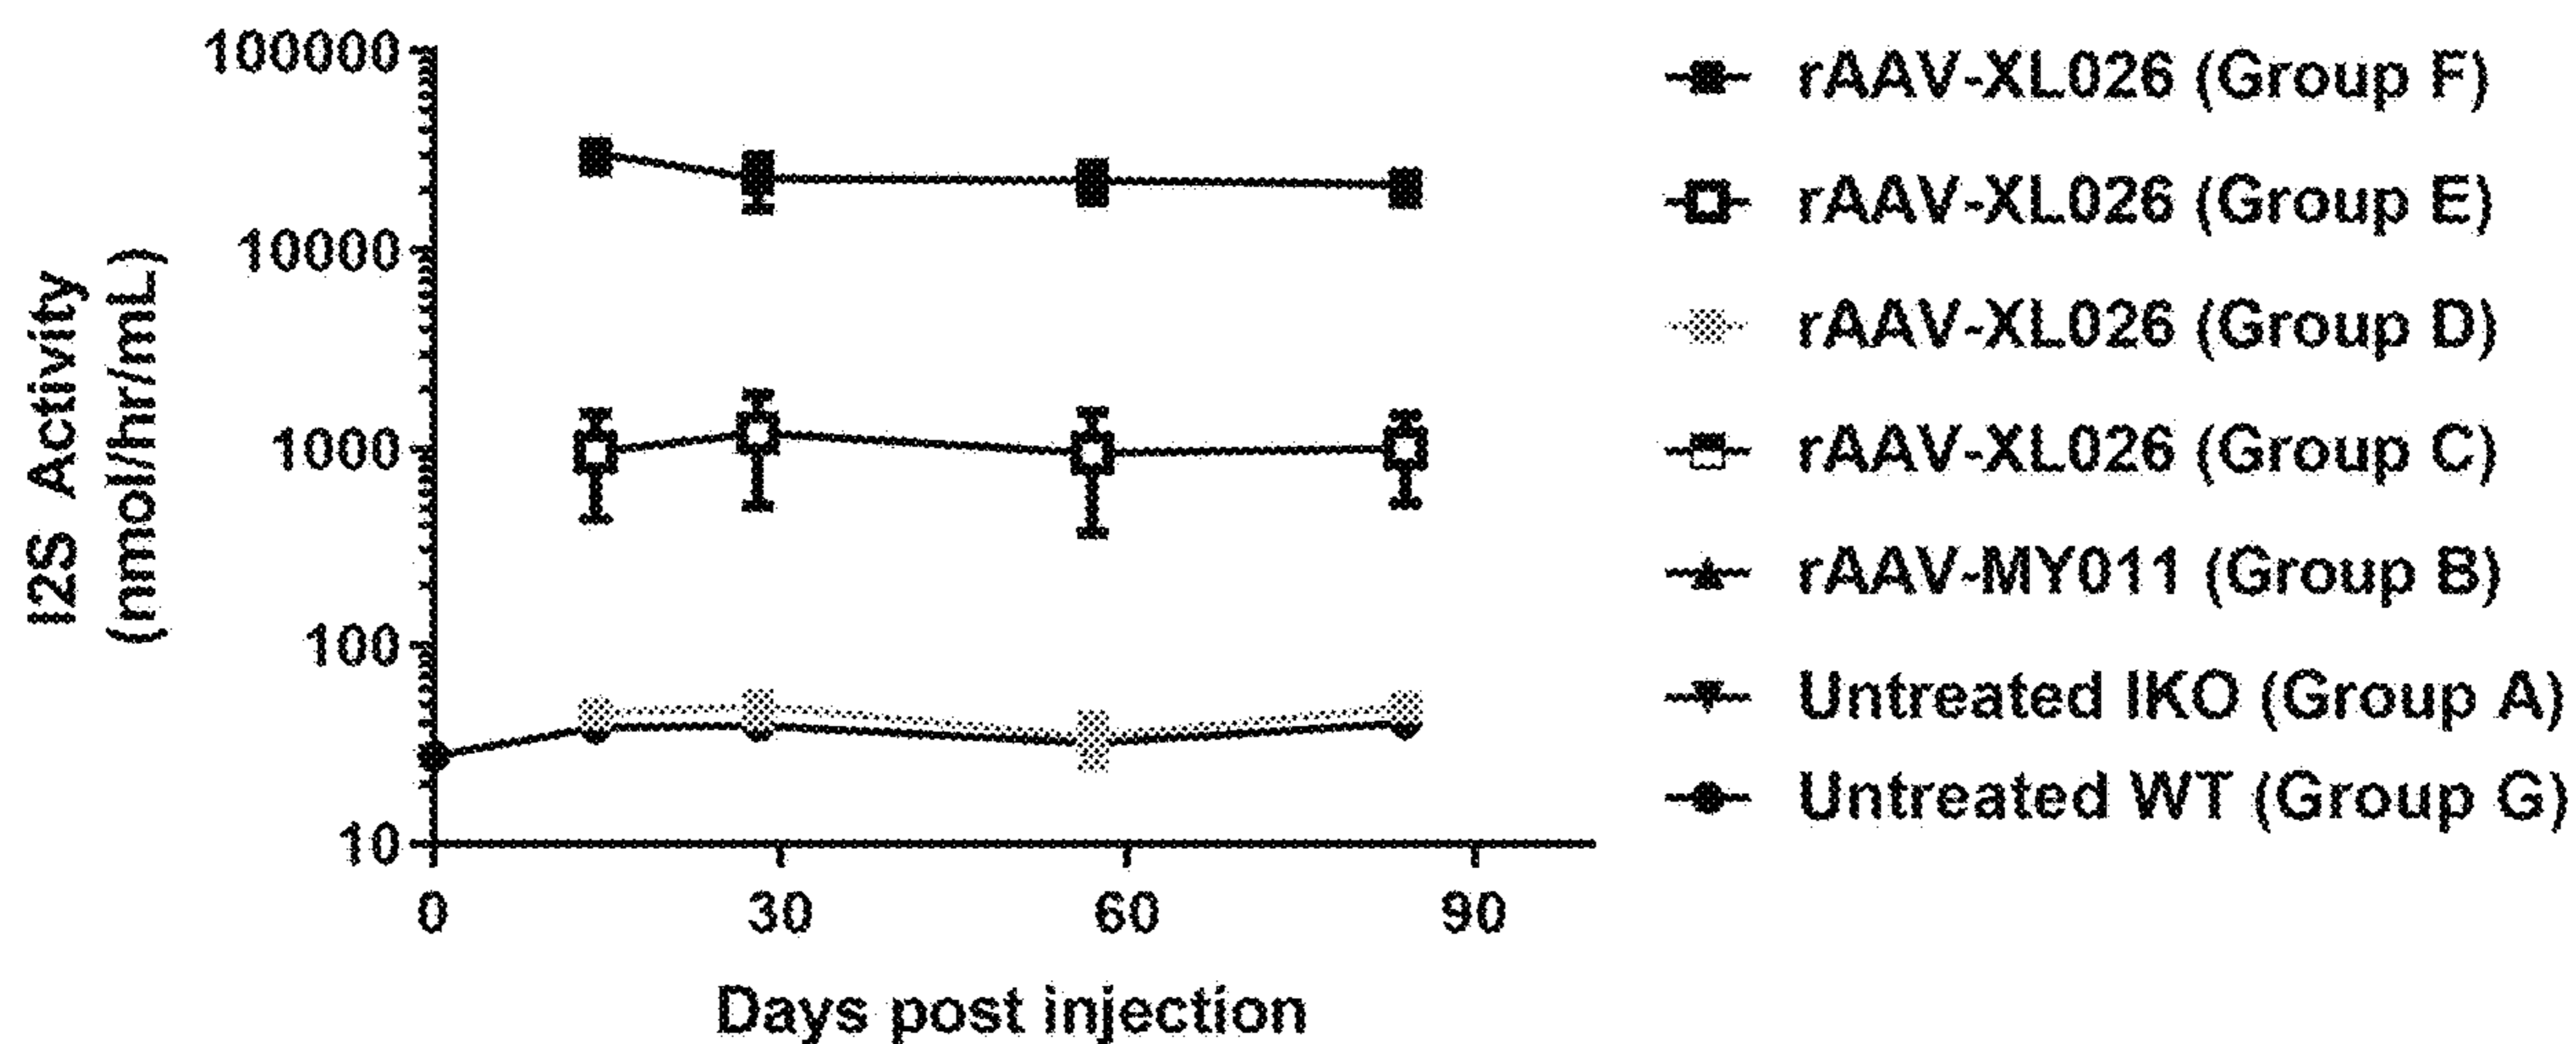 I2S Activity
(nmol/hr/mL)
100000
10000
1000
100
10
0
30
60
90
Days post injection
rAAV-XL026 (Group F)
rAAV-XL026 (Group E)
rAAV-XL026 (Group D)
rAAV-XL026 (Group C)
rAAV-MY011 (Group B)
Untreated IKO (Group A)
Untreated WT (Group G)